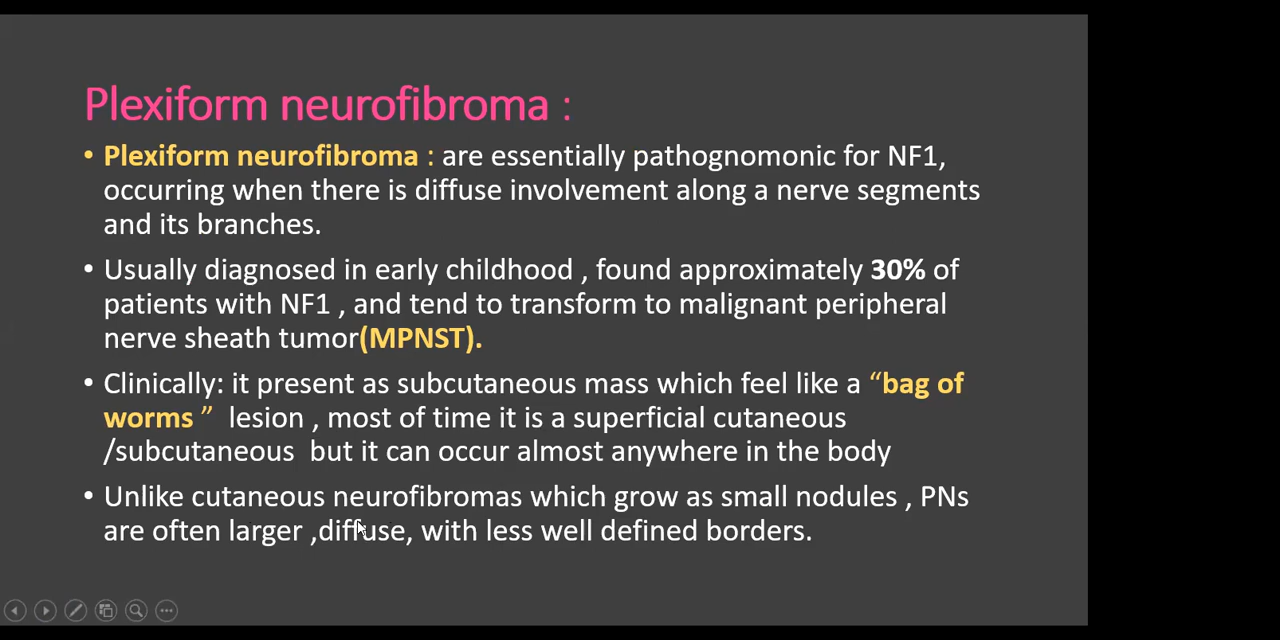 Plexiform neurofibroma :
• Plexiform neurofibroma : are essentially pathognomonic for NF1,
occurring when there is diffuse involvement along a nerve segments
and its branches.
• Usually diagnosed in early childhood , found approximately 30% of
patients with NF1 , and tend to transform to malignant peripheral
nerve sheath tumor(MPNST).
• Clinically: it present as subcutaneous mass which feel like a “bag of
worms ” lesion , most of time it is a superficial cutaneous
/subcutaneous but it can occur almost anywhere in the body
• Unlike cutaneous neurofibromas which grow as small nodules , PNs
are often larger ,diffuse, with less well defined borders.